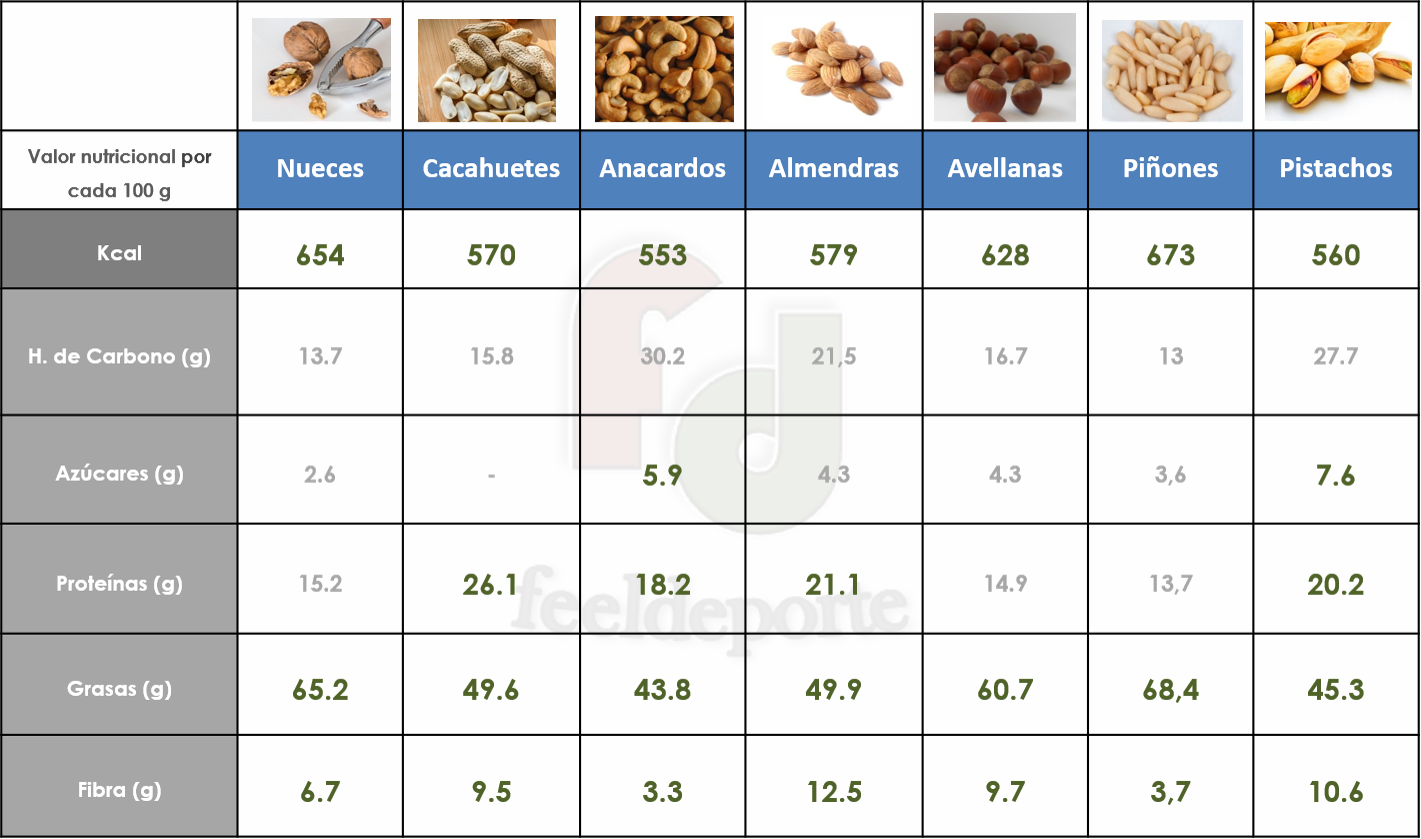 Valor nutricional por
cada 100 g
Nueces Cacahuetes Anacardos Almendras Avellanas Piñones Pistachos
Kcal 654 570 553 579 628 673 560
H. de Carbono (g) 13.7 15.8 30.2 21,5 16.7 13 27.7
Azúcares (g) 2.6 - 5.9 4.3 4.3 3,6 7.6
Proteínas (g) 15.2 26.1 18.2 21.1 14.9 13,7 20.2
fd
feeldeporte
Grasas (g) 65.2 49.6 43.8 49.9 60.7 68,4 45.3
Fibra (g) 6.7 9.5 3.3 12.5 9.7 3,7 10.6